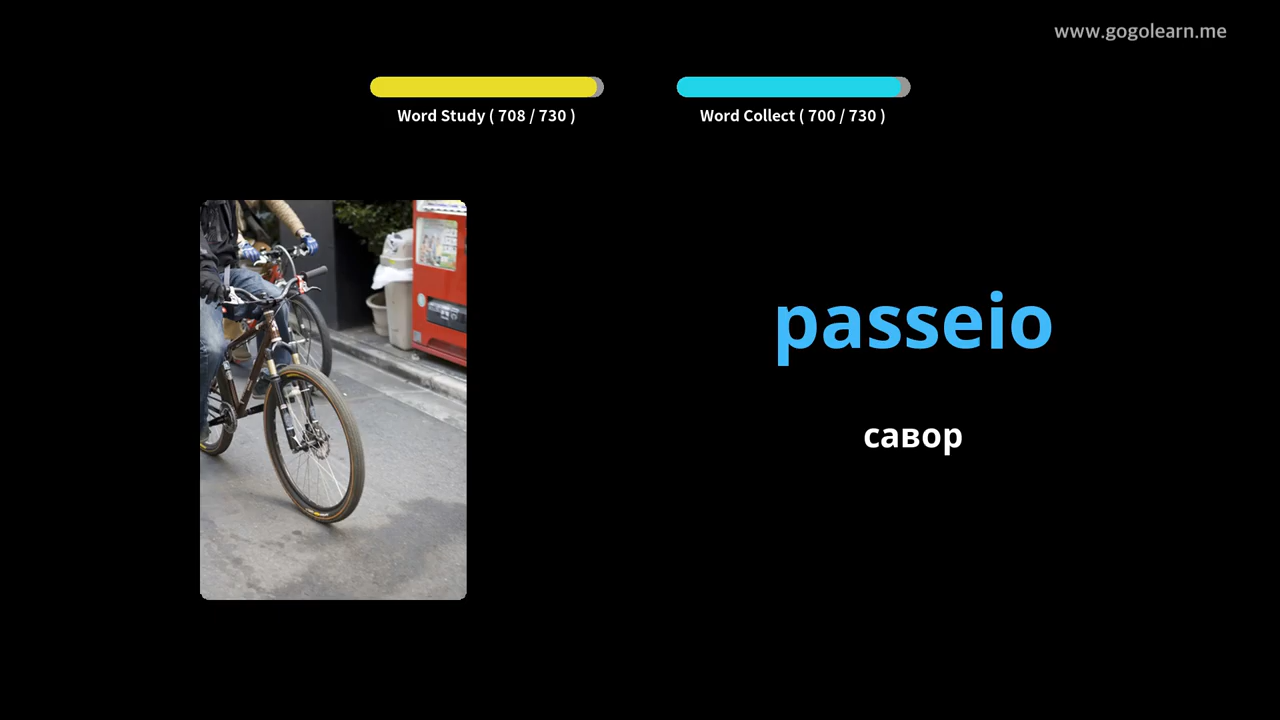 www.gogolearn.me
Word Study ( 708 / 730 )
Word Collect ( 700 / 730 )
passeio
савор